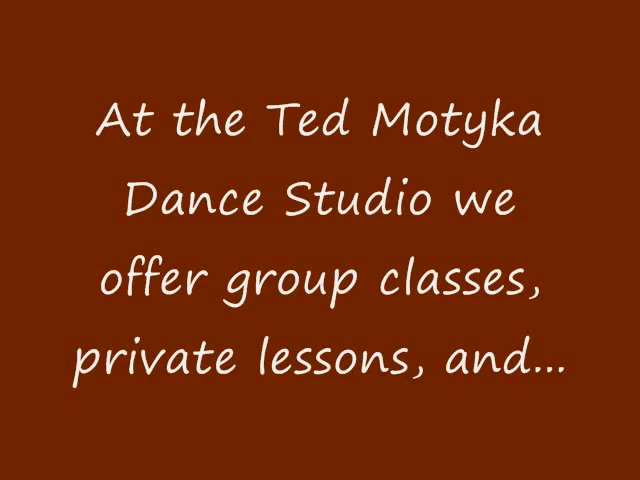 At the Ted Motyka
Dance Studio we
offer group classes,
private lessons, and...